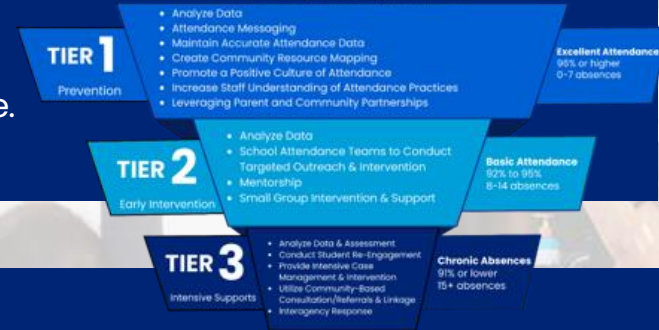 e.
TIER 1
Prevention
• Analyze Data
• Attendance Messaging
• Maintain Accurate Attendance Data
• Create Community Resource Mapping
• Promote a Positive Culture of Attendance
• Increase Staff Understanding of Attendance Practices
• Leveraging Parent and Community Partnerships
Excellent Attendance
96% or higher
0-7 absences
TIER 2
Early Intervention
• Analyze Data
• School Attendance Teams to Conduct
Targeted Outreach & Intervention
• Mentorship
• Small Group Intervention & Support
Basic Attendance
92% to 95%
8-14 absences
TIER 3
Intensive Supports
• Analyze Data & Assessment
• Conduct Student Re-Engagement
• Provide Intensive Case
Management & Intervention
• Utilize Community-Based
Consultation/Referrals & Linkage
• Interagency Response
Chronic Absences
91% or lower
15+ absences